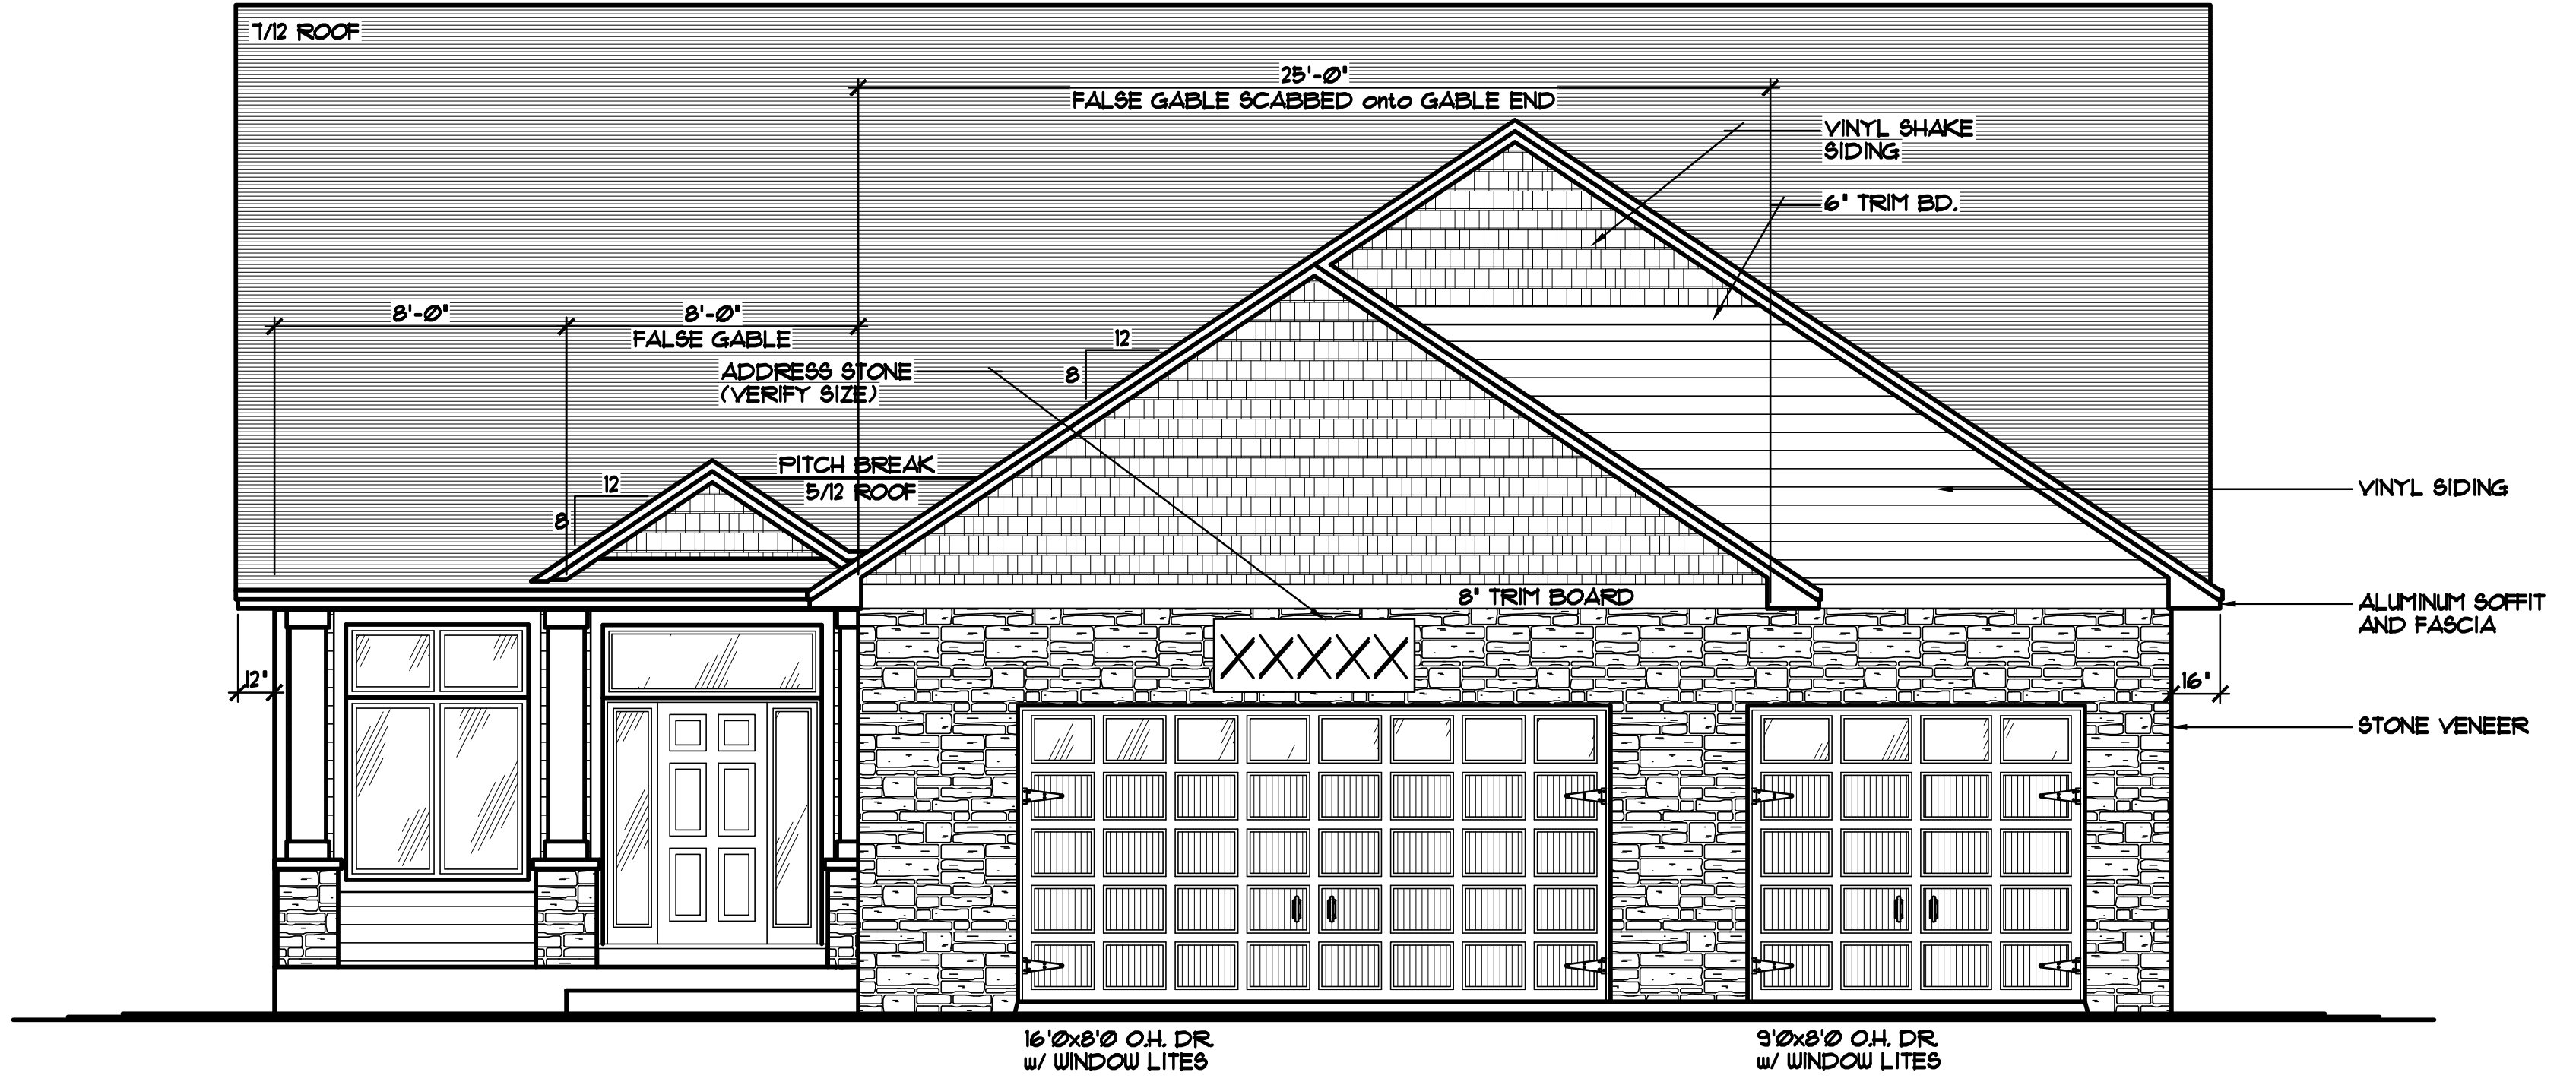 7/12 ROOF
25'-0"
FALSE GABLE SCABBED onto GABLE END
VINYL SHAKE
SIDING
6" TRIM BD.
8'-0"
8'-0"
FALSE GABLE
12
8
ADDRESS STONE
(VERIFY SIZE)
PITCH BREAK
5/12 ROOF
12
8
VINYL SIDING
8" TRIM BOARD
ALUMINUM SOFFIT
AND FASCIA
XXXXX
12"
16"
STONE VENEER
16'0x8'0 O.H. DR
w/ WINDOW LITES
9'0x8'0 O.H. DR
w/ WINDOW LITES